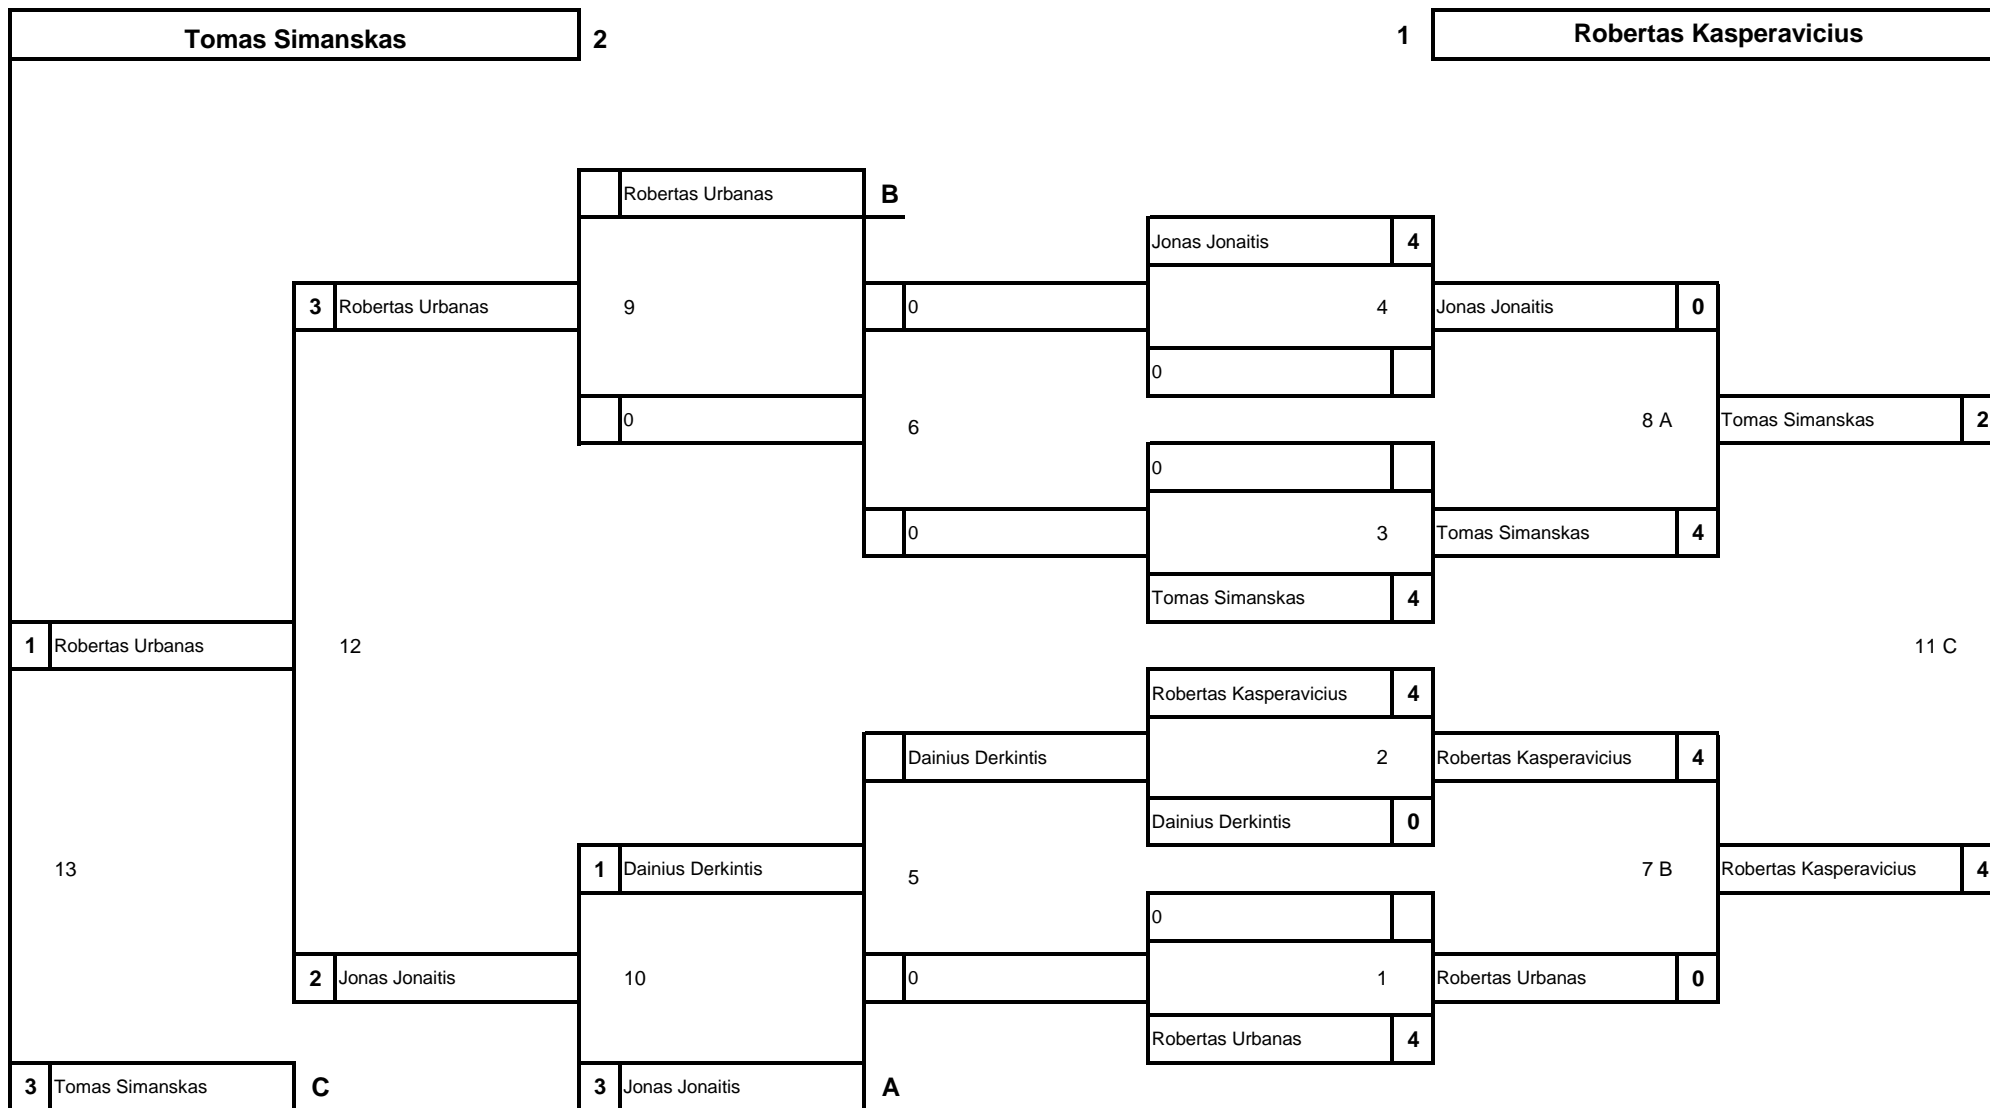 Tomas Simanskas 2 1 Robertas Kasperavicius
Robertas Urbanas B
Jonas Jonaitis 4
3 Robertas Urbanas 9 0 4 Jonas Jonaitis 0
0
0 6 8 A Tomas Simanskas 2
0
0 3 Tomas Simanskas 4
Tomas Simanskas 4
1 Robertas Urbanas 12 11 C
Robertas Kasperavicius 4
Dainius Derkintis 2 Robertas Kasperavicius 4
Dainius Derkintis 0
13 1 Dainius Derkintis 5 7 B Robertas Kasperavicius 4
0
2 Jonas Jonaitis 10 0 1 Robertas Urbanas 0
Robertas Urbanas 4
3 Tomas Simanskas C 3 Jonas Jonaitis A